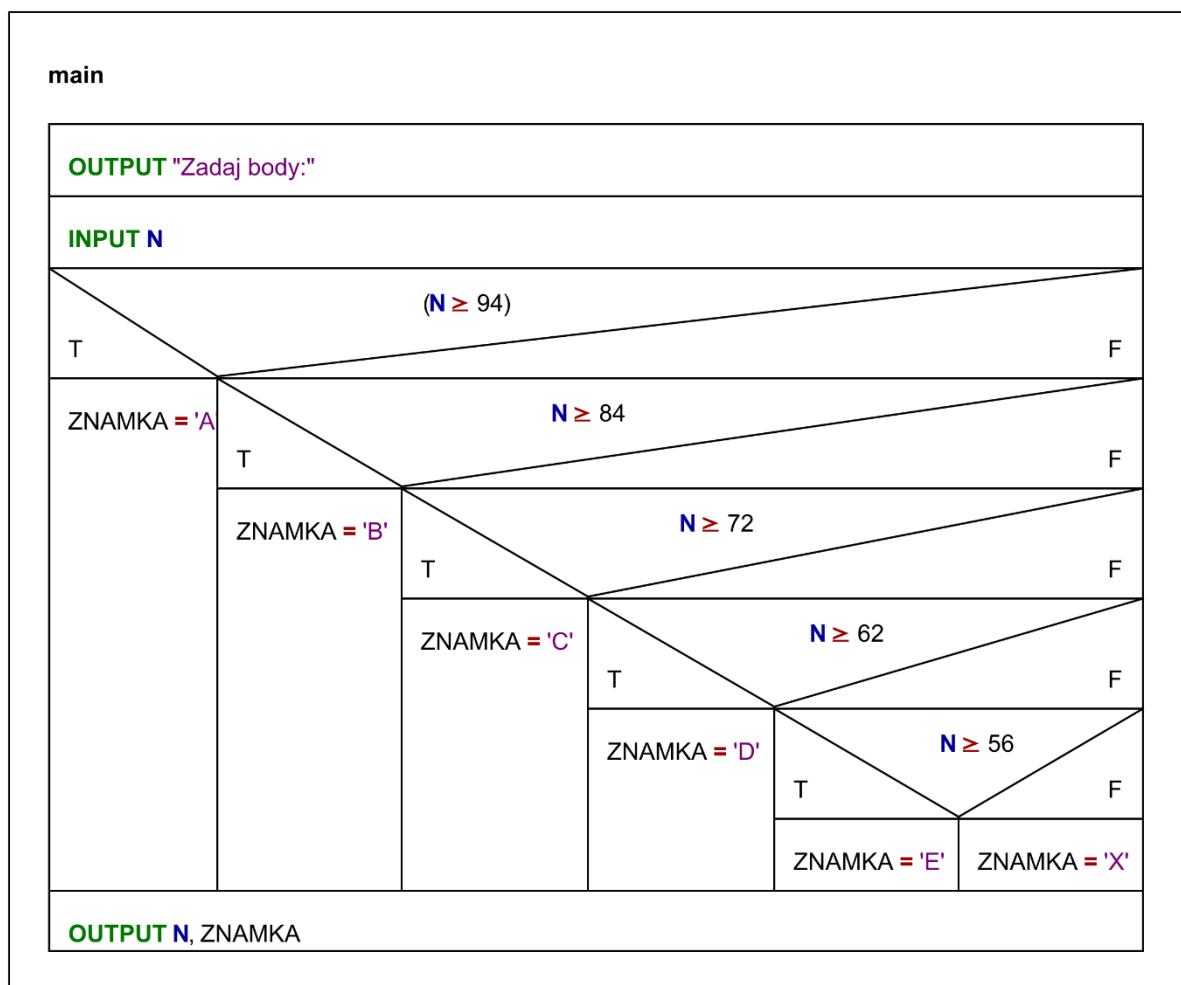 main
OUTPUT "Zadaj body:"
INPUT N
(N ≥ 94)
T
F
ZNAMKA = 'A'
N ≥ 84
T
F
ZNAMKA = 'B'
N ≥ 72
T
F
ZNAMKA = 'C'
N ≥ 62
T
F
ZNAMKA = 'D'
N ≥ 56
T
F
ZNAMKA = 'E'
ZNAMKA = 'X'
OUTPUT N, ZNAMKA